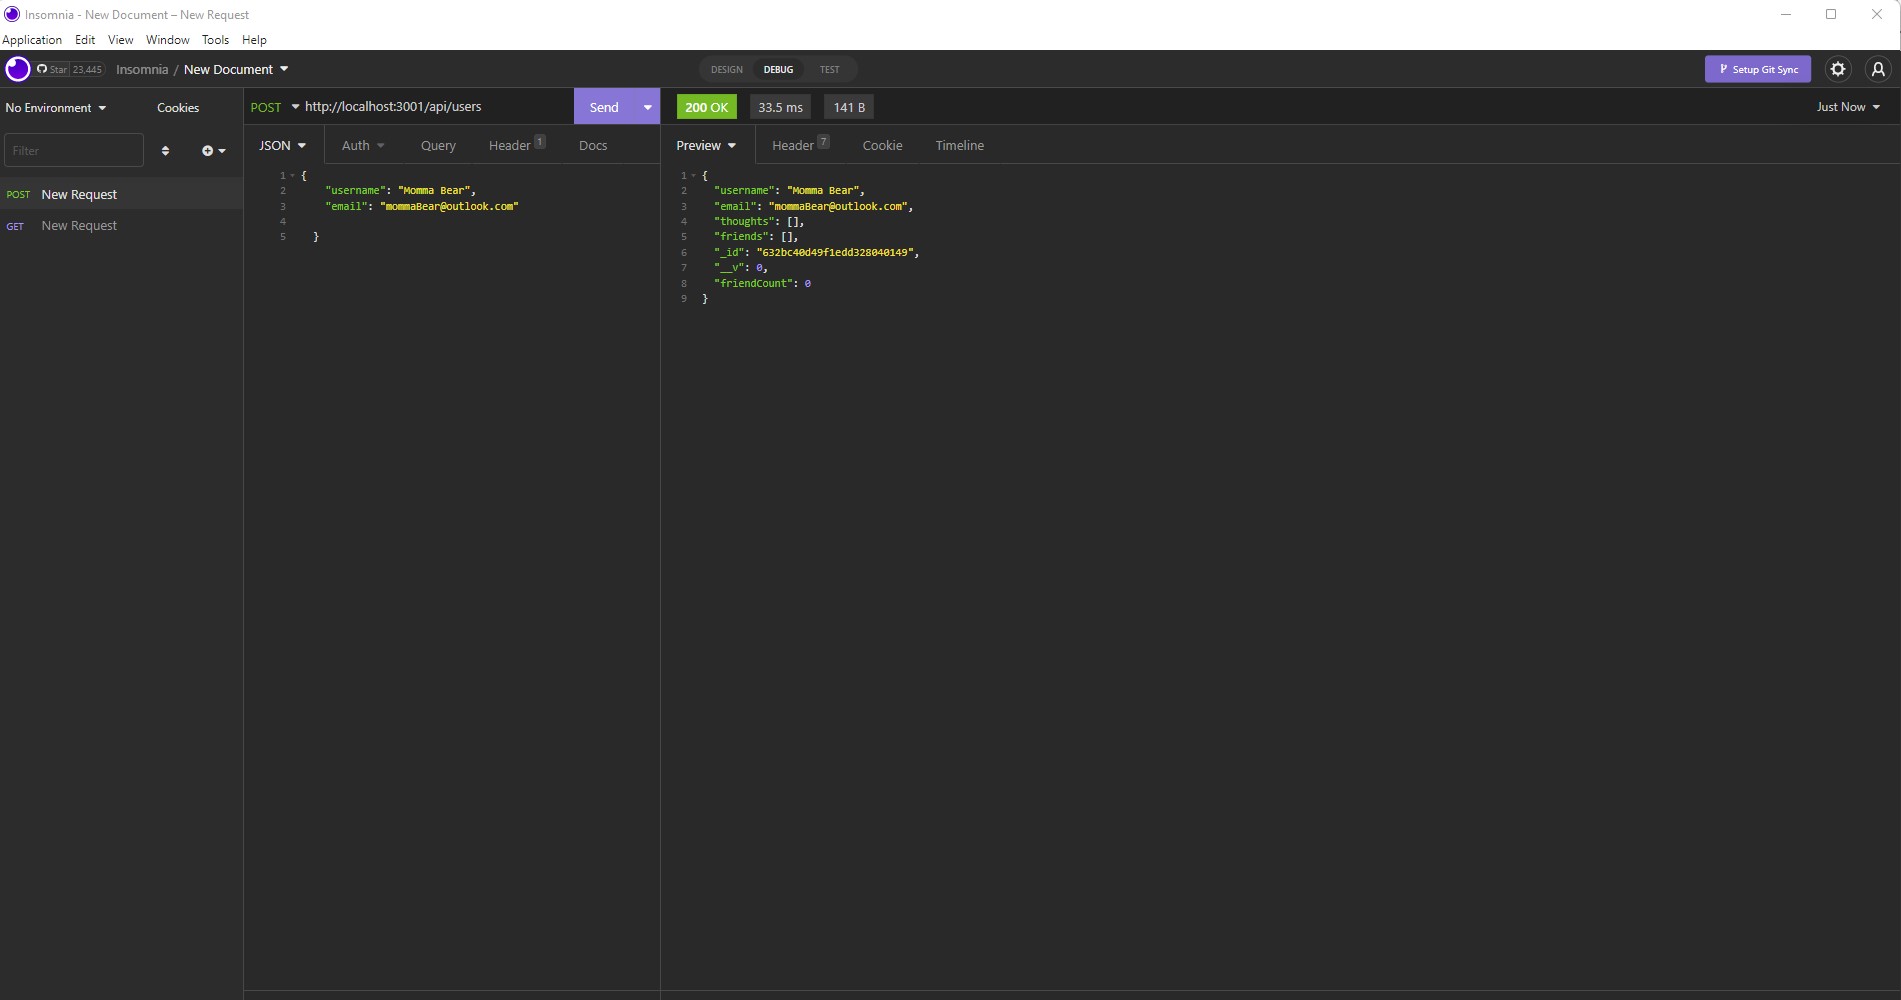 Insomnia - New Document – New Request
Application Edit View Window Tools Help
Star 23,445 Insomnia / New Document DESIGN DEBUG TEST Setup Git Sync
No Environment Cookies POST http://localhost:3001/api/users Send 200 OK 33.5 ms 141 B Just Now
Filter
JSON Auth Query Header 1 Docs
Preview Header 7 Cookie Timeline
POST New Request
GET New Request
1 {
2 "username": "Momma Bear",
3 "email": "mommaBear@outlook.com"
4
5 }
1 {
2 "username": "Momma Bear",
3 "email": "mommaBear@outlook.com",
4 "thoughts": [],
5 "friends": [],
6 "_id": "632bc40d49f1edd328040149",
7 "__v": 0,
8 "friendCount": 0
9 }